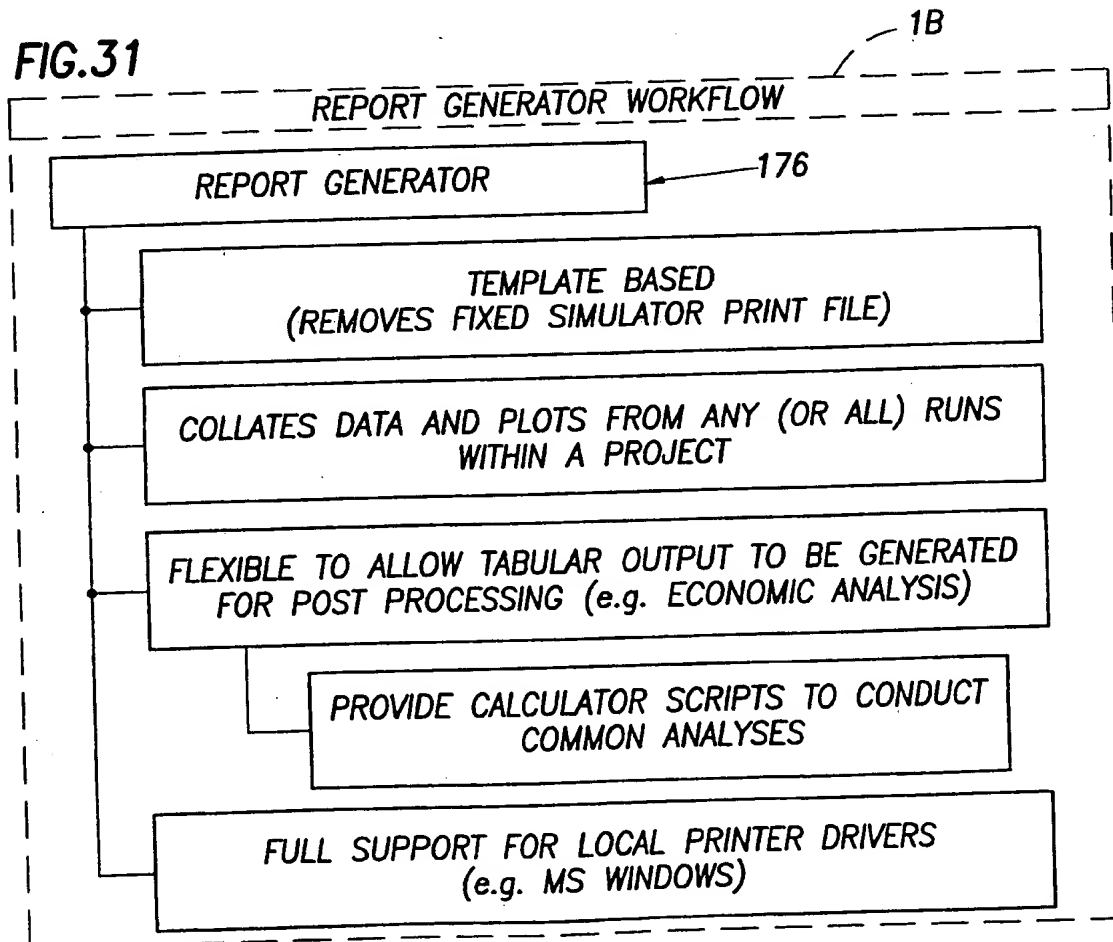 1B
FIG.31
REPORT GENERATOR WORKFLOW
REPORT GENERATOR
176
TEMPLATE BASED
(REMOVES FIXED SIMULATOR PRINT FILE)
COLLATES DATA AND PLOTS FROM ANY (OR ALL) RUNS
WITHIN A PROJECT
FLEXIBLE TO ALLOW TABULAR OUTPUT TO BE GENERATED
FOR POST PROCESSING (e.g. ECONOMIC ANALYSIS)
PROVIDE CALCULATOR SCRIPTS TO CONDUCT
COMMON ANALYSES
FULL SUPPORT FOR LOCAL PRINTER DRIVERS
(e.g. MS WINDOWS)